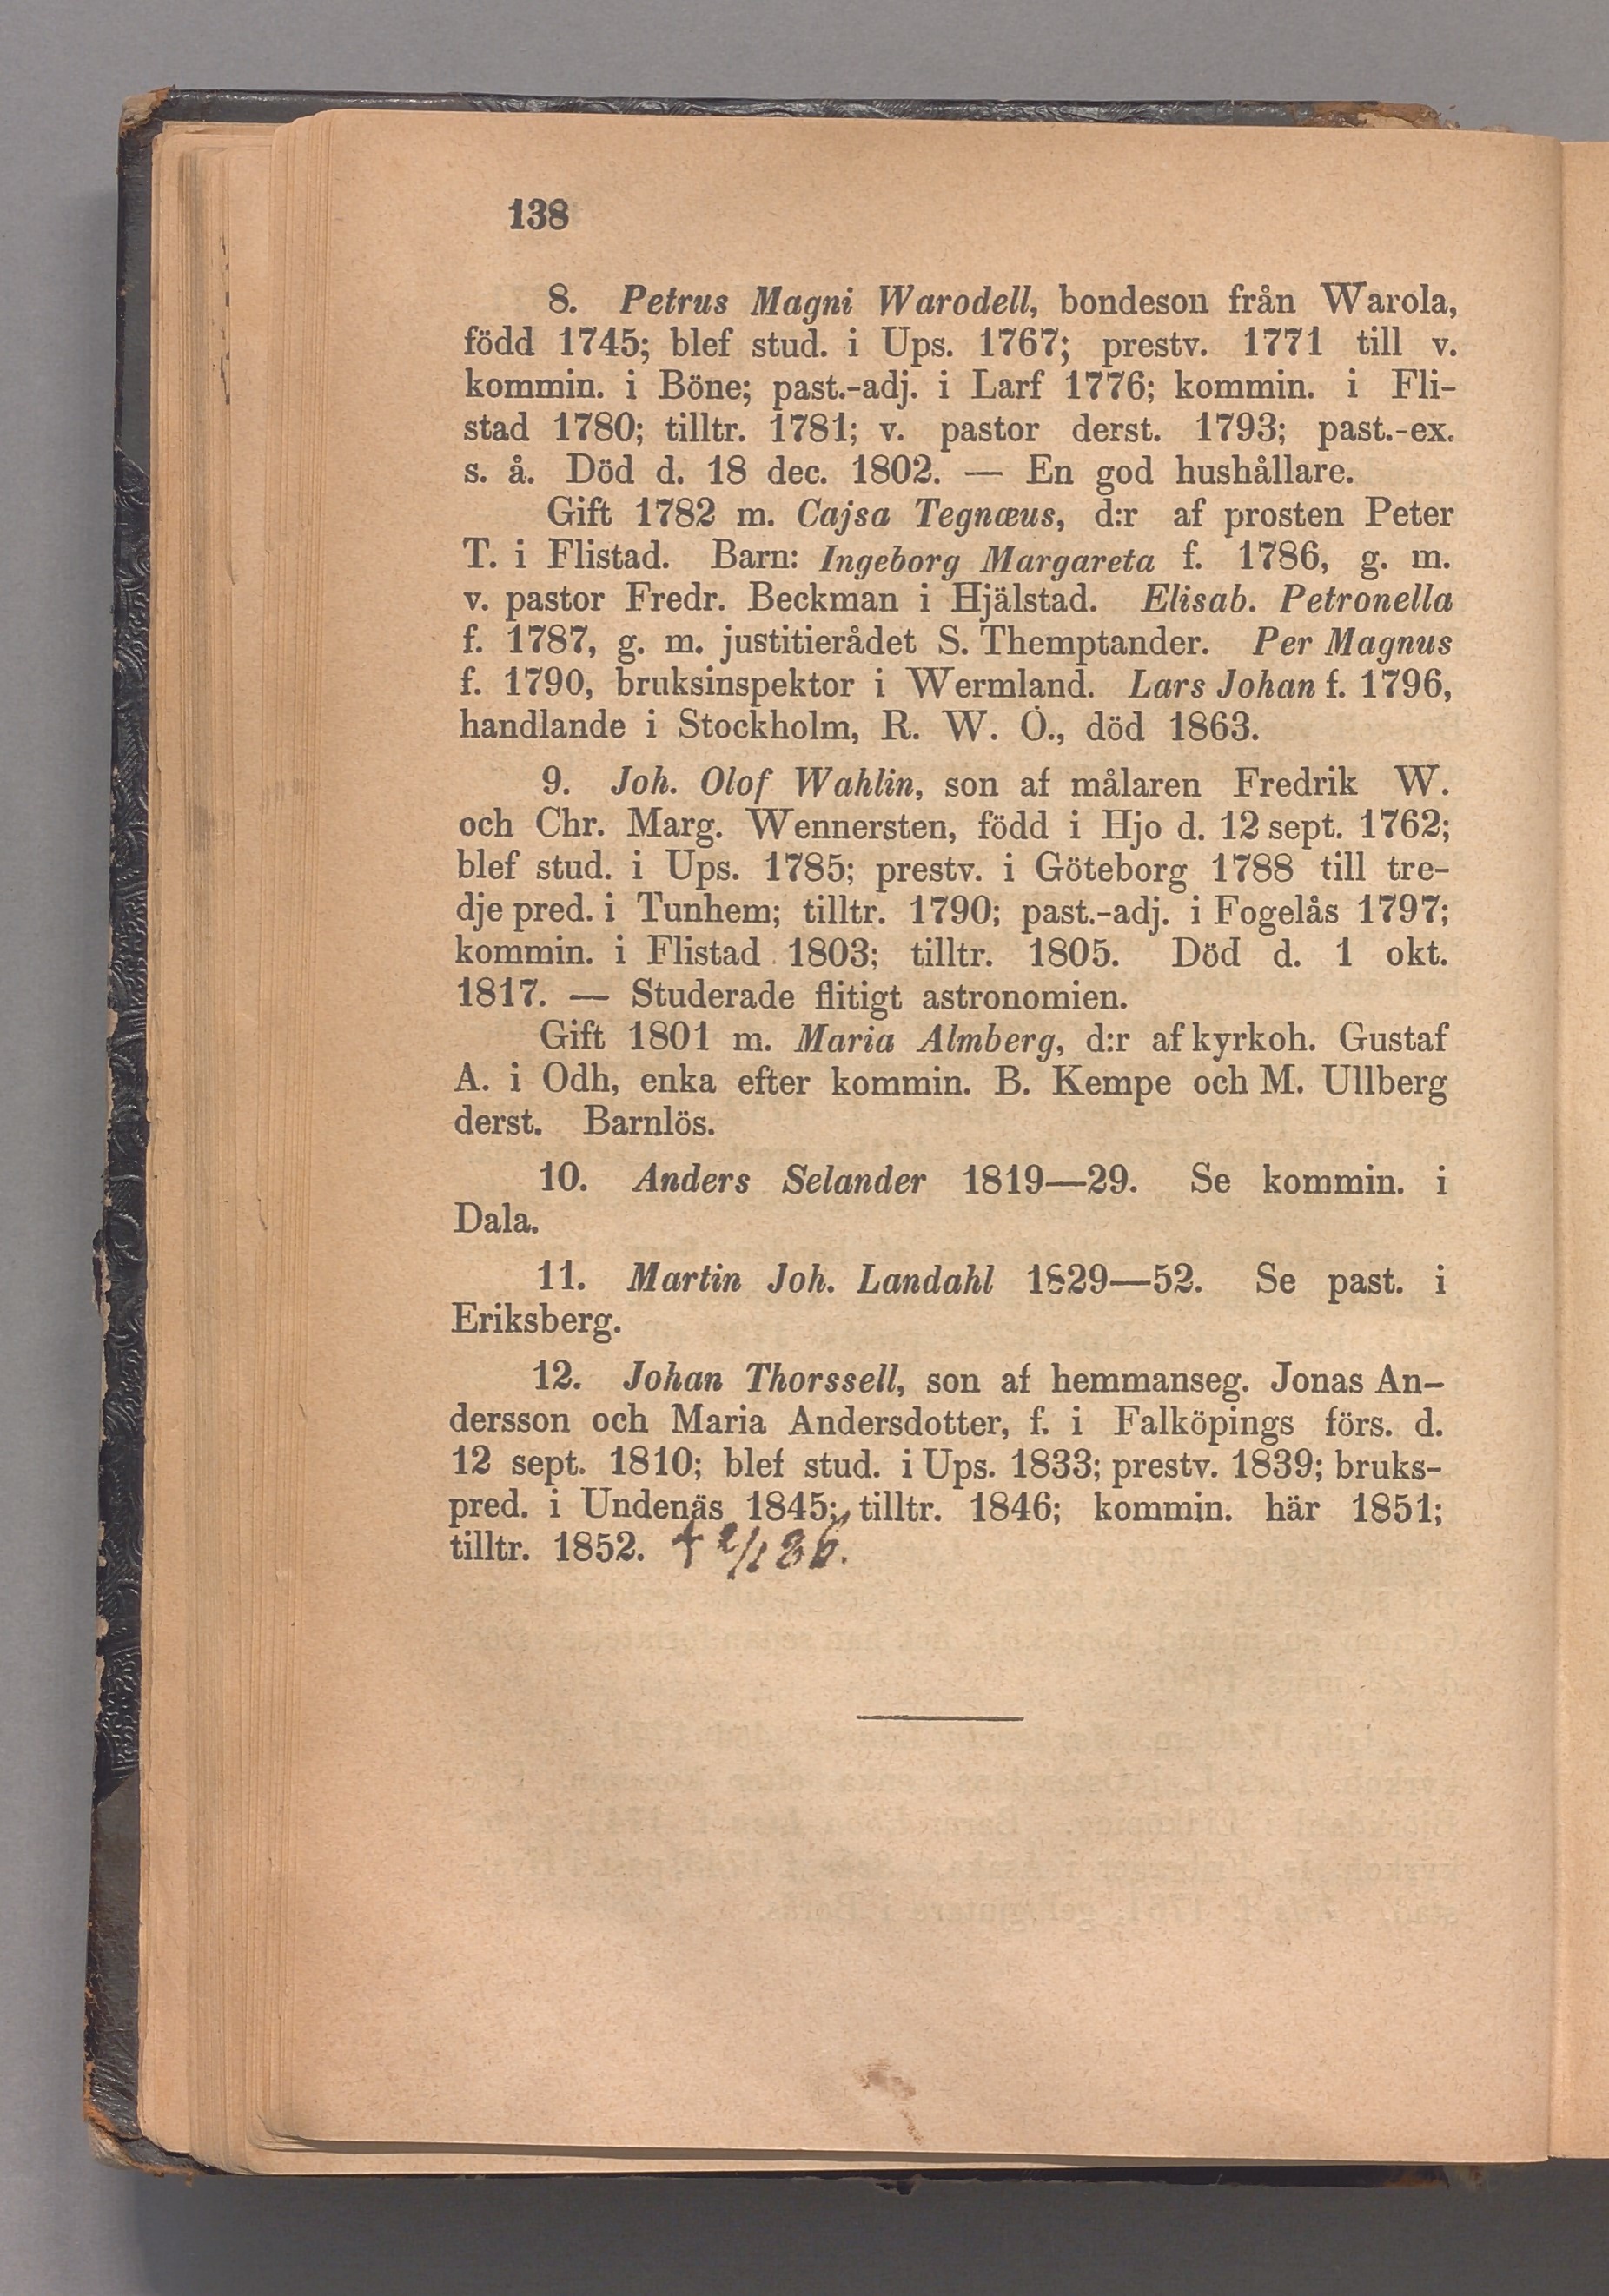 138
8. Petrus Magni Warodell, bondeson från Warola,
född 1745; blef stud. i Ups. 1767; prestv. 1771 till v.
kommin. i Böne; past.-adj. i Larf 1776; kommin. i Fli-
stad 1780; tilltr. 1781; v. pastor derst. 1793; past.-ex.
s. å. Död d. 18 dec. 1802. — En god hushållare.
Gift 1782 m. Cajsa Tegnæus, d:r af prosten Peter
T. i Flistad. Barn: Ingeborg Margareta f. 1786, g. m.
v. pastor Fredr. Beckman i Hjälstad. Elisab. Petronella
f. 1787, g. m. justitierådet S. Themptander. Per Magnus
f. 1790, bruksinspektor i Wermland. Lars Johan f. 1796,
handlande i Stockholm, R. W. O., död 1863.
9. Joh. Olof Wahlin, son af målaren Fredrik W.
och Chr. Marg. Wennersten, född i Hjo d. 12 sept. 1762;
blef stud. i Ups. 1785; prestv. i Göteborg 1788 till tre-
dje pred. i Tunhem; tilltr. 1790; past.-adj. i Fogelås 1797;
kommin. i Flistad 1803; tilltr. 1805. Död d. 1 okt.
1817. — Studerade flitigt astronomien.
Gift 1801 m. Maria Almberg, d:r af kyrkoh. Gustaf
A. i Odh, enka efter kommin. B. Kempe och M. Ullberg
derst. Barnlös.
10. Anders Selander 1819—29. Se kommin. i
Dala.
11. Martin Joh. Landahl 1829—52. Se past. i
Eriksberg.
12. Johan Thorssell, son af hemmanseg. Jonas An-
dersson och Maria Andersdotter, f. i Falköpings förs. d.
12 sept. 1810; blef stud. i Ups. 1833; prestv. 1839; bruks-
pred. i Undenäs 1845; tilltr. 1846; kommin. här 1851;
tilltr. 1852.